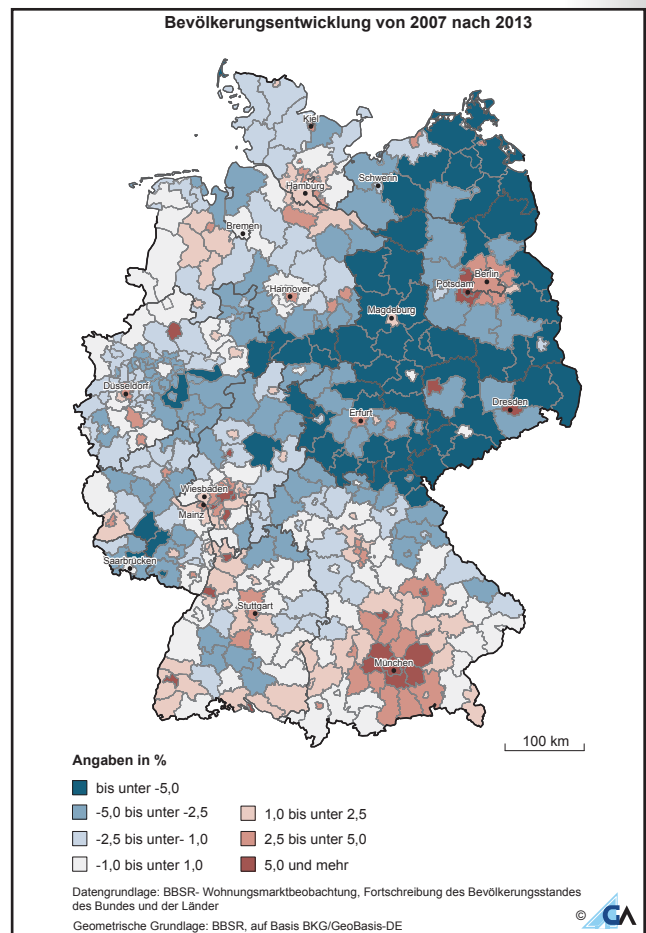 Bevölkerungsentwicklung von 2007 nach 2013
Kiel
Schwerin
Hamburg
Bremen
Berlin
Potsdam
Hannover
Magdeburg
Düsseldorf
Dresden
Erfurt
Wiesbaden
Mainz
Saarbrücken
Stuttgart
München
100 km
Angaben in %
bis unter -5,0
-5,0 bis unter -2,5
-2,5 bis unter- 1,0
-1,0 bis unter 1,0
1,0 bis unter 2,5
2,5 bis unter 5,0
5,0 und mehr
Datengrundlage: BBSR- Wohnungsmarktbeobachtung, Fortschreibung des Bevölkerungsstandes
des Bundes und der Länder
Geometrische Grundlage: BBSR, auf Basis BKG/GeoBasis-DE
© GA